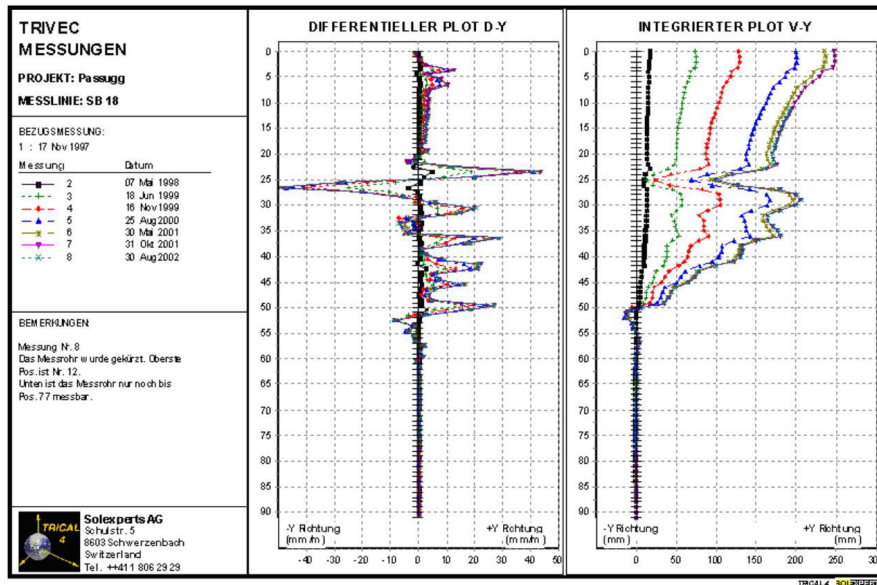 TRIVEC
MESSUNGEN
PROJEKT: Passugg
MESSLINIE: SB 18
BEZUGSMESSUNG:
1 : 17 Nov 1997
Messung Datum
2 07 Mai 1998
3 18 Jun 1999
4 16 Nov 1999
5 25 Aug 2000
6 30 Mai 2001
7 31 Okt 2001
8 30 Aug 2002
BEMERKUNGEN:
Messung Nr. 8
Das Messrohr wurde gekürzt. Oberste
Pos. ist Nr. 12.
Unten ist das Messrohr nur noch bis
Pos. 77 messbar.
TRICAL
4
Solexperts AG
Schulstr. 5
8603 Schwerzenbach
Switzerland
Tel. ++41 1 806 29 29
DIFFERENTIELLER PLOT D-Y
0
5
10
15
20
25
30
35
40
45
50
55
60
65
70
75
80
85
90
-Y Richtung +Y Richtung
(mm/m) (mm/m)
-40 -30 -20 -10 0 10 20 30 40 50
INTEGRIERTER PLOT V-Y
0
5
10
15
20
25
30
35
40
45
50
55
60
65
70
75
80
85
90
-Y Richtung +Y Richtung
(mm) (mm)
0 50 100 150 200 250 300
TRICAL 4 SOLEXPERTS